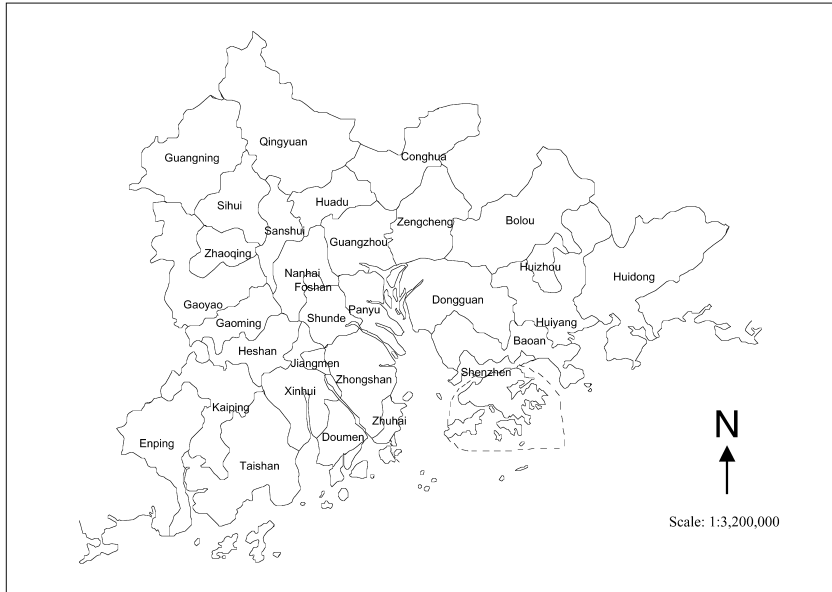 Qingyuan
Guangning
Conghua
Sihui
Huadu
Zengcheng
Bolou
Sanshui
Guangzhou
Zhaoqing
Huizhou
Nanhai
Huidong
Foshan
Dongguan
Gaoyao
Panyu
Shunde
Gaoming
Huiyang
Baoan
Heshan
Jiangmen
Shenzhen
Zhongshan
Xinhui
Kaiping
Zhuhai
Doumen
Enping
Taishan
N
Scale: 1:3,200,000